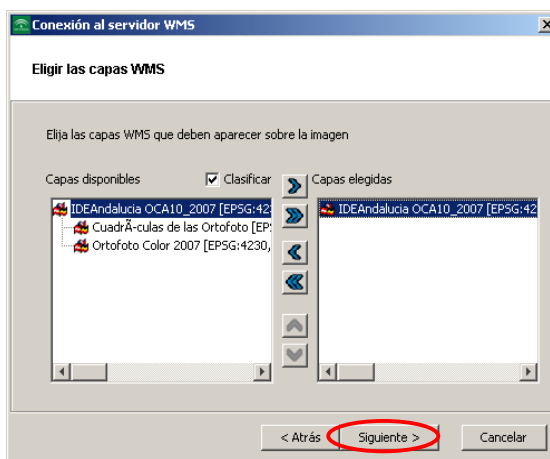 Conexión al servidor WMS
Eligir las capas WMS
Elija las capas WMS que deben aparecer sobre la imagen
Capas disponibles
Clasificar
Capas elegidas
IDEAndalucia OCA10_2007 [EPSG:42
CuadrÃ-culas de las Ortofoto [EP
Ortofoto Color 2007 [EPSG:4230,
IDEAndalucia OCA10_2007 [EPSG:42
< Atrás
Siguiente >
Cancelar